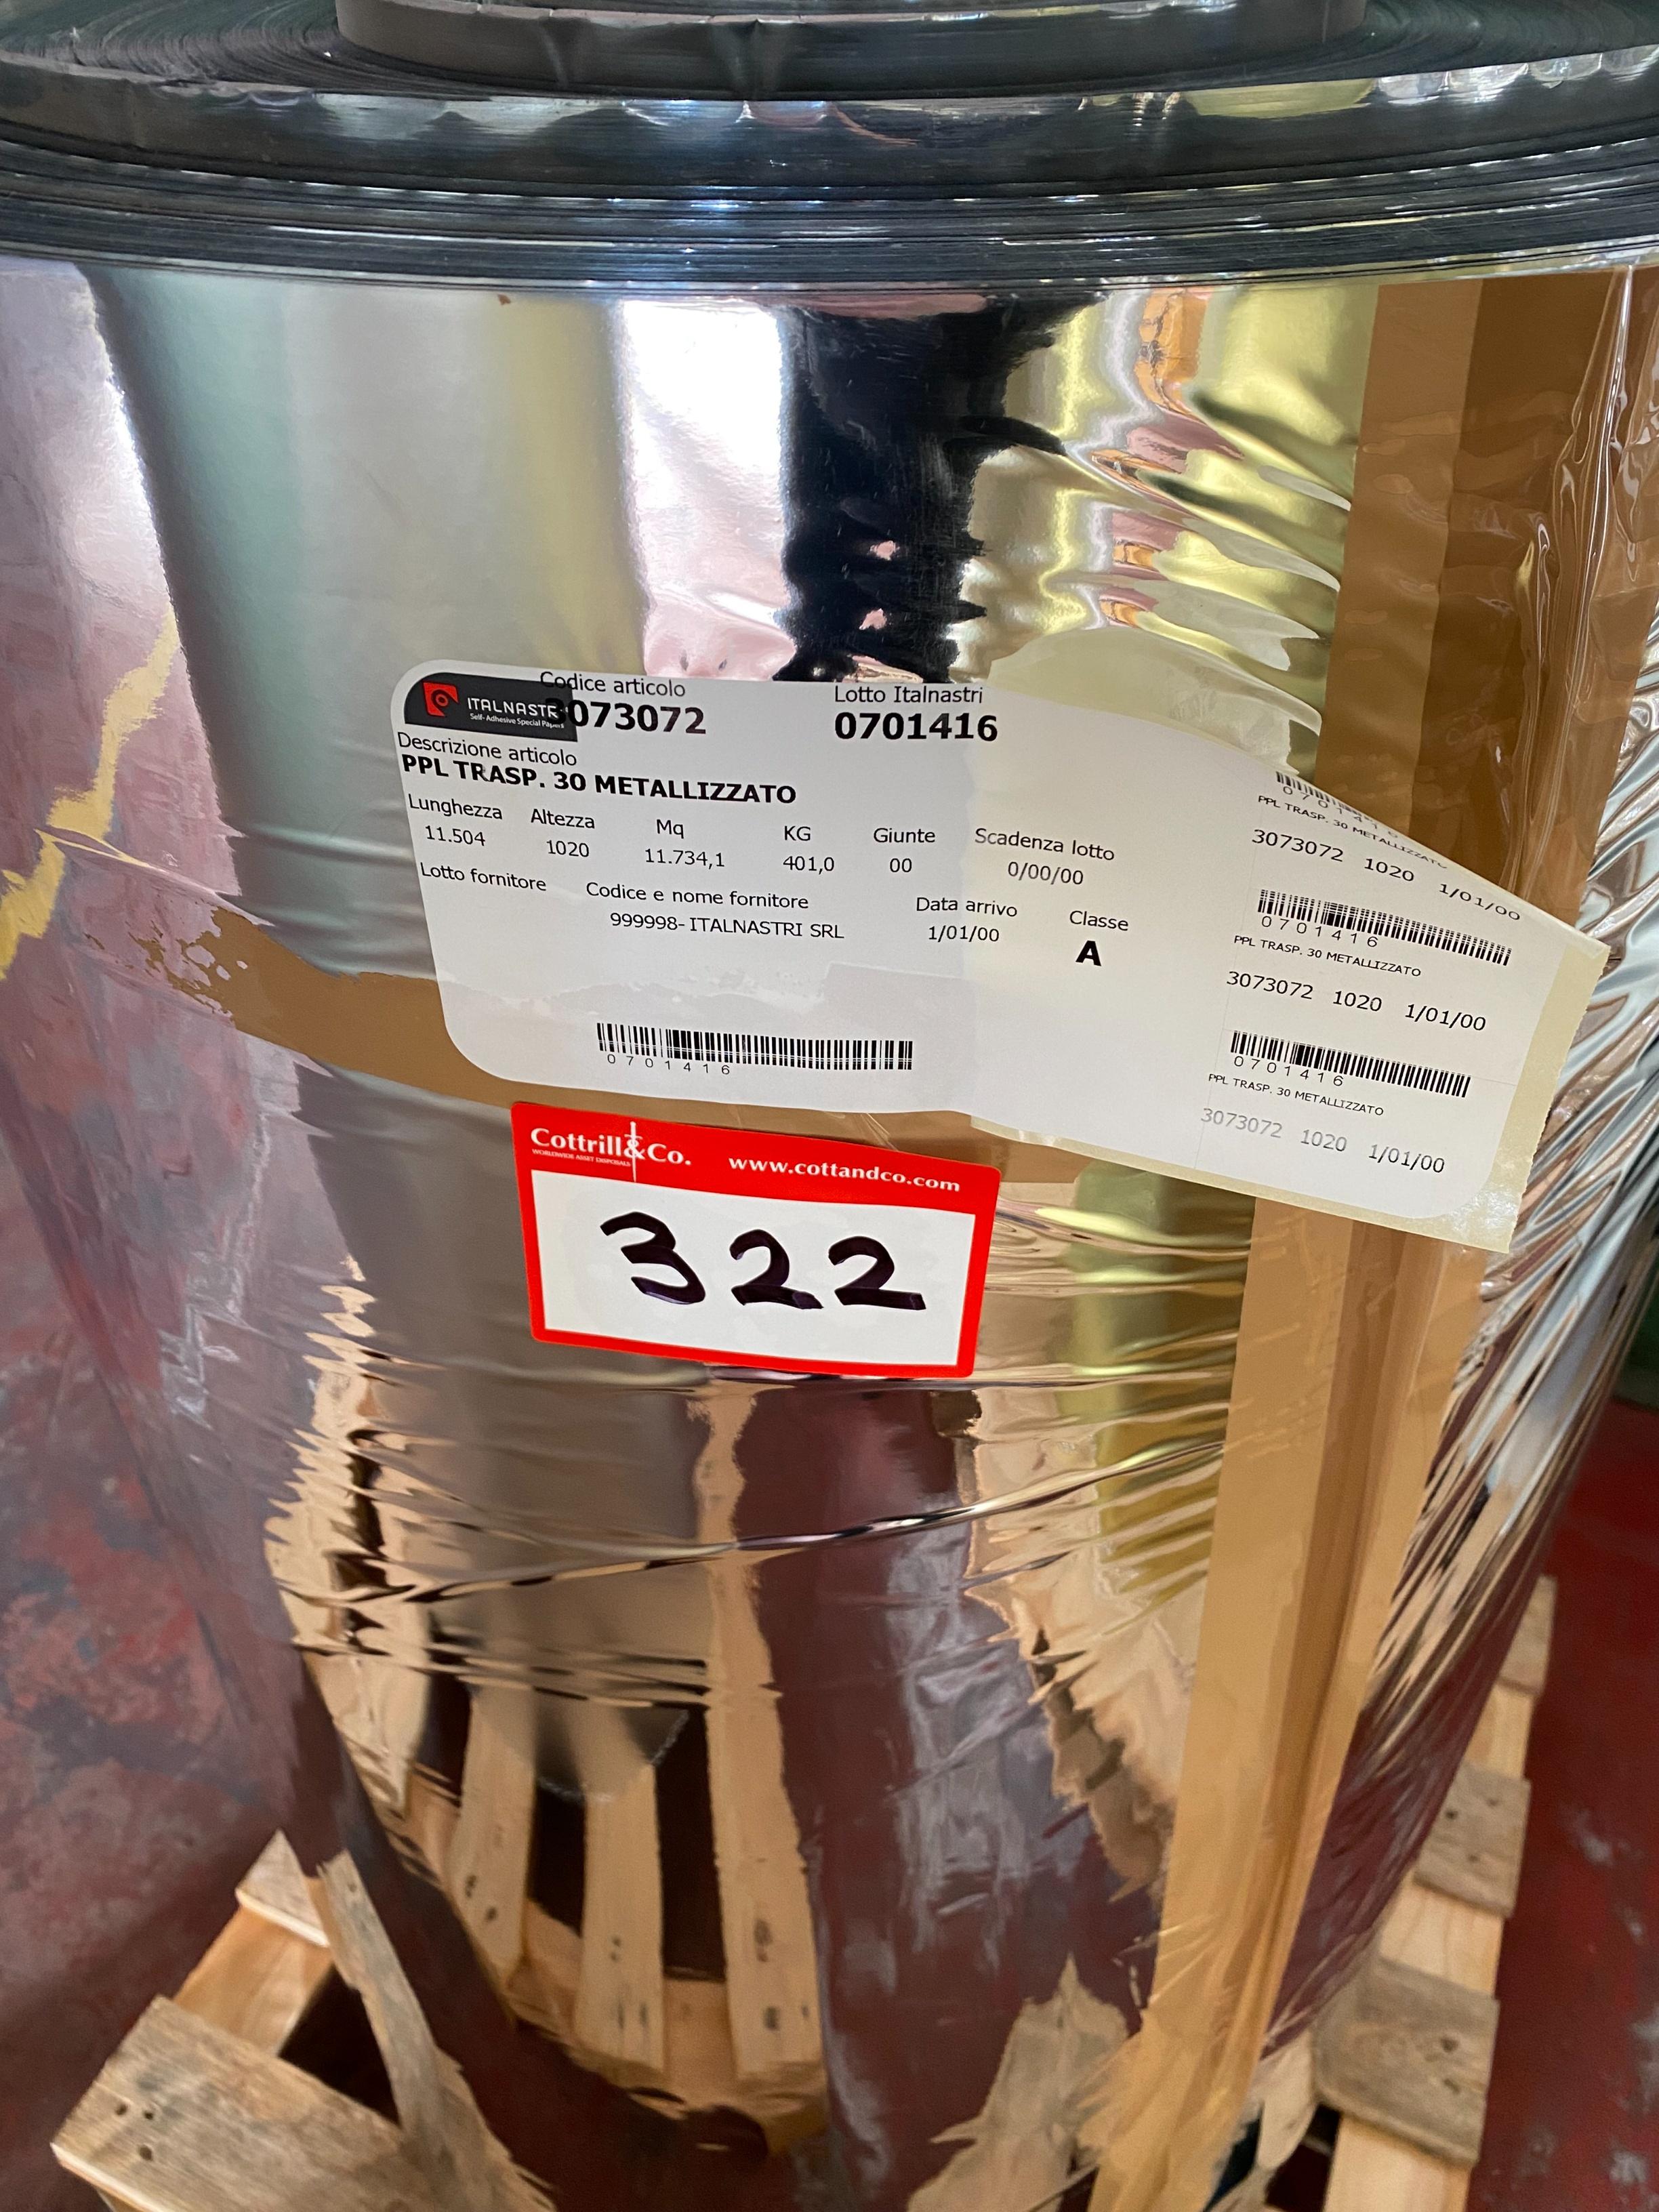 ITALNASTRI
Self-Adhesive Special Papers
Codice articolo
3073072
Lotto Italnastri
0701416
Descrizione articolo
PPL TRASP. 30 METALLIZZATO
Lunghezza Altezza Mq KG Giunte Scadenza lotto
11.504 1020 11.734,1 401,0 00 0/00/00
Lotto fornitore Codice e nome fornitore Data arrivo Classe
999998-ITALNASTRI SRL 1/01/00 A
0701416
PPL TRASP. 30 METALLIZZATO
3073072 1020 1/01/00
0701416
PPL TRASP. 30 METALLIZZATO
3073072 1020 1/01/00
0701416
PPL TRASP. 30 METALLIZZATO
3073072 1020 1/01/00
Cottrill&Co.
WORLDWIDE ASSET DISPOSALS
www.cottandco.com
322